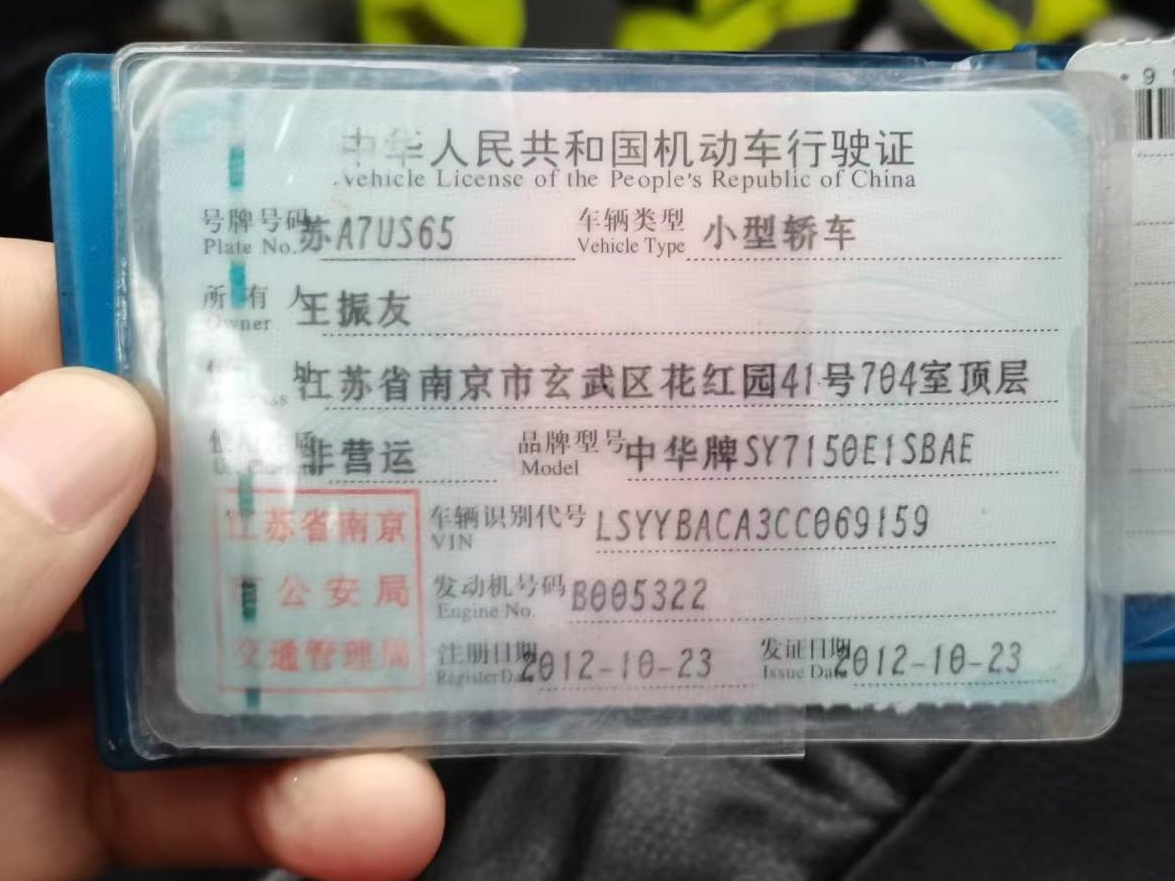 中华人民共和国机动车行驶证
Vehicle License of the People's Republic of China
号牌号码 苏A7US65 车辆类型 小型轿车
Plate No. Vehicle Type
所有人 王振友
Owner
址 江苏省南京市玄武区花红园41号704室顶层
非营运 品牌型号 中华牌SY7150E1SBAE
Model
江苏省南京
公安局
交通管理局
车辆识别代号 LSYYBACA3CC069159
VIN
发动机号码 B005322
Engine No.
注册日期 2012-10-23 发证日期 2012-10-23
Register Date Issue Date